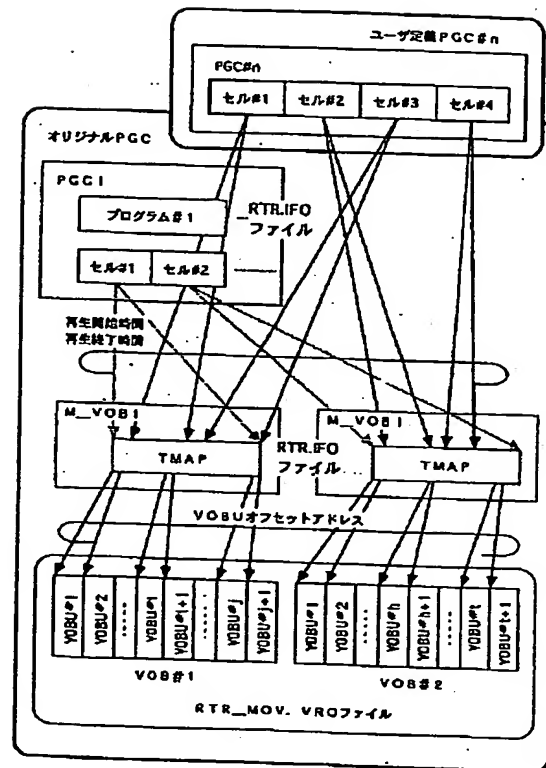 ユーザ定義PGC#n
PGC#n
セル#1 セル#2 セル#3 セル#4
オリジナルPGC
PGCI
プログラム#1
RTR.IFO
ファイル
セル#1 セル#2
再生開始時間
再生終了時間
M_VOBI
M_VOBI
TMAP
RTR.IFO
ファイル
TMAP
VOBUオフセットアドレス
VOBU#1 VOBU#2 ..... VOBU#i VOBU#i+1 ..... VOBU#j VOBU#j+1
VOBU#1 VOBU#2 ..... VOBU#h VOBU#h+1 ..... VOBU#t VOBU#t+1
VOB#1
VOB#2
RTR_MOV. VROファイル